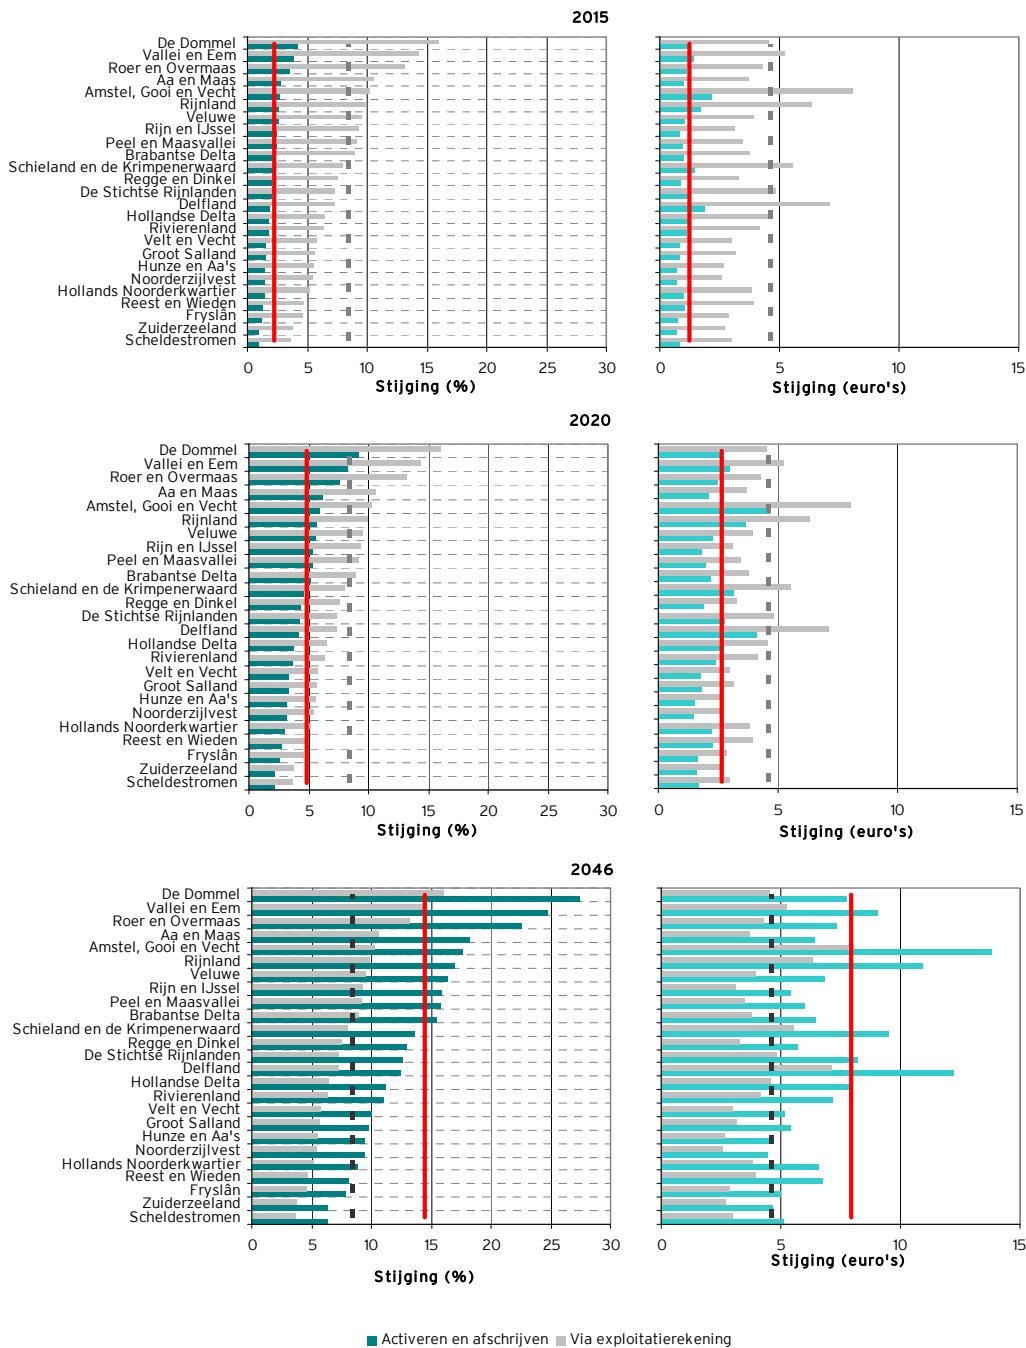 2015
De Dommel
Vallei en Eem
Roer en Overmaas
Aa en Maas
Amstel, Gooi en Vecht
Rijnland
Veluwe
Rijn en IJssel
Peel en Maasvallei
Brabantse Delta
Schieland en de Krimpenerwaard
Regge en Dinkel
De Stichtse Rijnlanden
Delfland
Hollandse Delta
Rivierenland
Velt en Vecht
Groot Salland
Hunze en Aa's
Noorderzijlvest
Hollands Noorderkwartier
Reest en Wieden
Fryslân
Zuiderzeeland
Scheldestromen
0 5 10 15 20 25 30
Stijging (%)
0 5 10 15
Stijging (euro's)
2020
De Dommel
Vallei en Eem
Roer en Overmaas
Aa en Maas
Amstel, Gooi en Vecht
Rijnland
Veluwe
Rijn en IJssel
Peel en Maasvallei
Brabantse Delta
Schieland en de Krimpenerwaard
Regge en Dinkel
De Stichtse Rijnlanden
Delfland
Hollandse Delta
Rivierenland
Velt en Vecht
Groot Salland
Hunze en Aa's
Noorderzijlvest
Hollands Noorderkwartier
Reest en Wieden
Fryslân
Zuiderzeeland
Scheldestromen
0 5 10 15 20 25 30
Stijging (%)
0 5 10 15
Stijging (euro's)
2046
De Dommel
Vallei en Eem
Roer en Overmaas
Aa en Maas
Amstel, Gooi en Vecht
Rijnland
Veluwe
Rijn en IJssel
Peel en Maasvallei
Brabantse Delta
Schieland en de Krimpenerwaard
Regge en Dinkel
De Stichtse Rijnlanden
Delfland
Hollandse Delta
Rivierenland
Velt en Vecht
Groot Salland
Hunze en Aa's
Noorderzijlvest
Hollands Noorderkwartier
Reest en Wieden
Fryslân
Zuiderzeeland
Scheldestromen
0 5 10 15 20 25 30
Stijging (%)
0 5 10 15
Stijging (euro's)
Activeren en afschrijven Via exploitatierekening